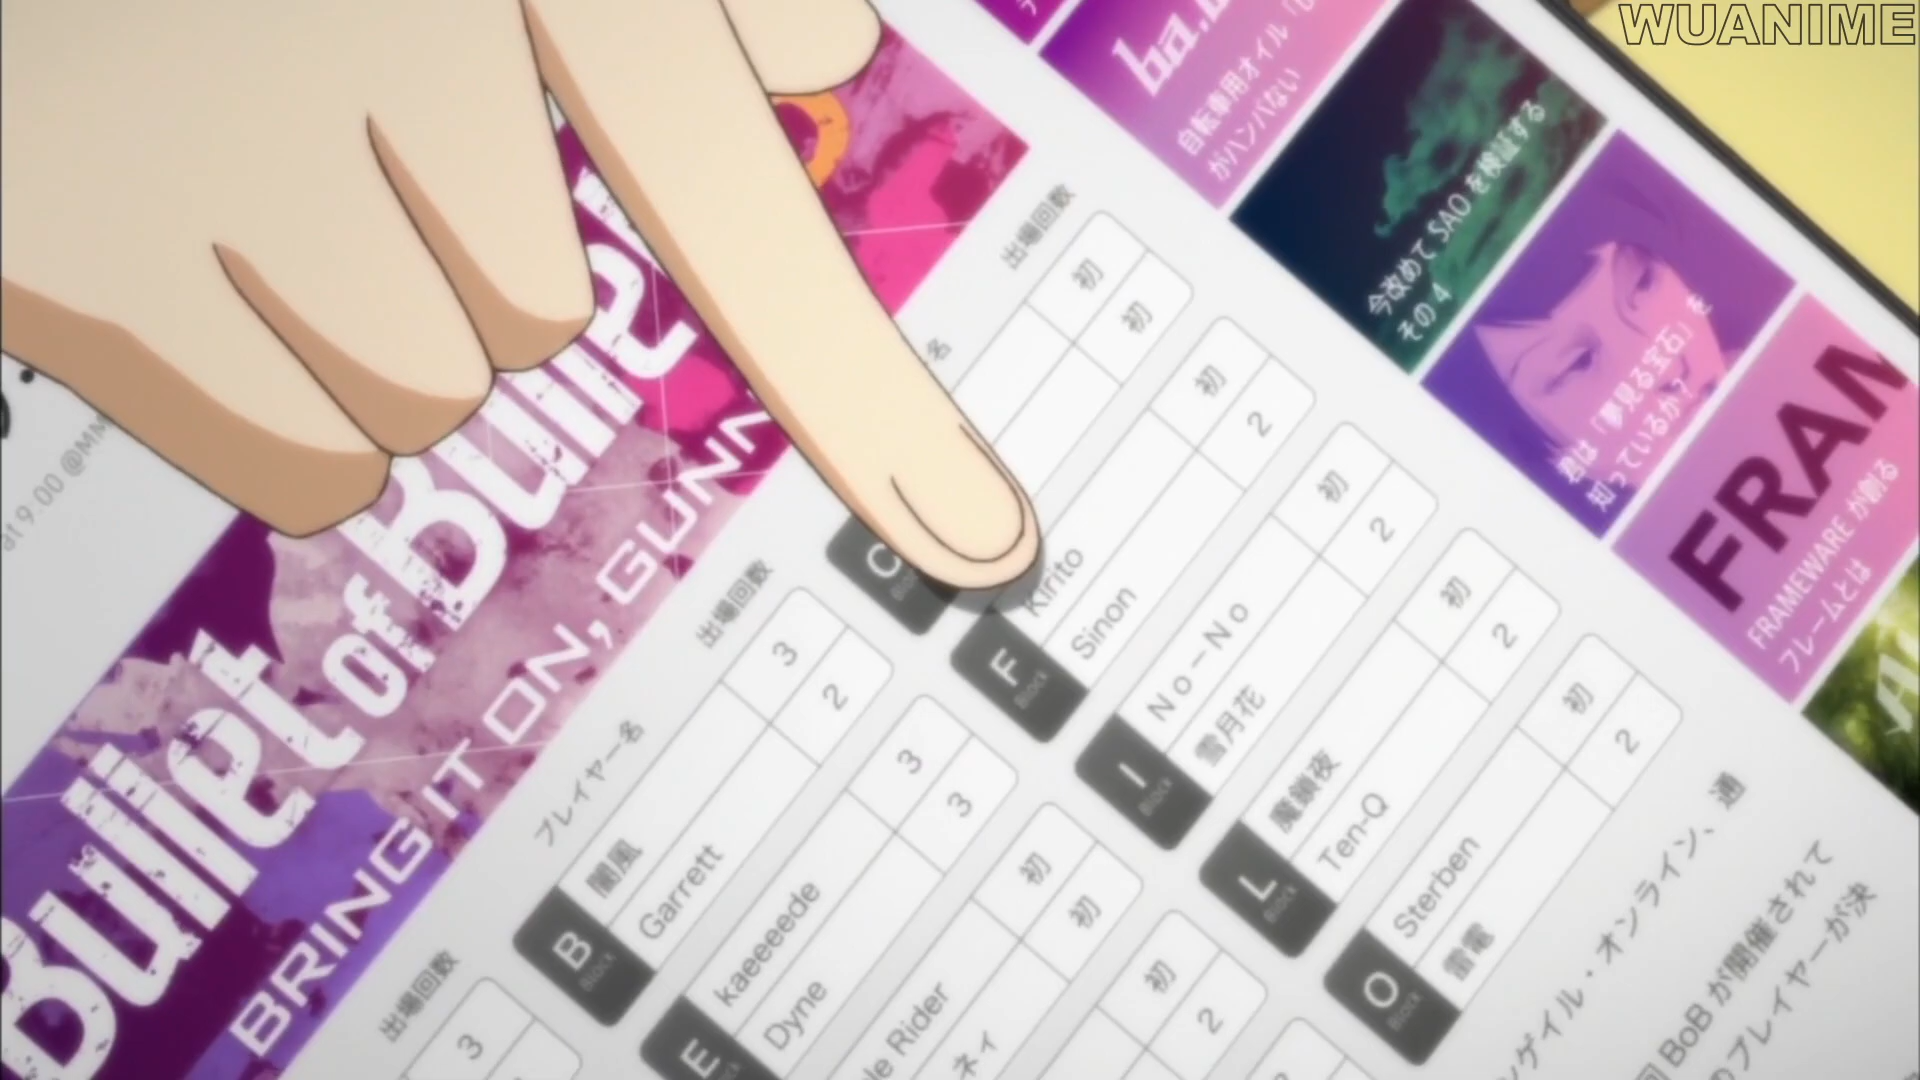 WUANIME
at 9:00 @MM
Bullet of Bullet
BRING IT ON, GUNN
自転車用オイル「し
がハンパない
今改めて SAO を検証する
その 4
君は「夢見る宝石」を
知っているか?
FRAM
FRAMEWARE が創る
フレームとは
出場回数
名
初
初
C
Block
F
Block
Kirito
初
Sinon
2
I
Block
No-No
初
雪月花
2
L
Block
魔鎖夜
初
Ten-Q
2
O
Block
Sterben
初
雷電
2
プレイヤー名
出場回数
B
Block
闇風
3
Garrett
2
E
Block
kaeeeede
3
Dyne
3
le Rider
初
初
ネィ
初
2
出場回数
3
ンゲイル・オンライン、通
回 BoB が開催されて
のプレイヤーが決